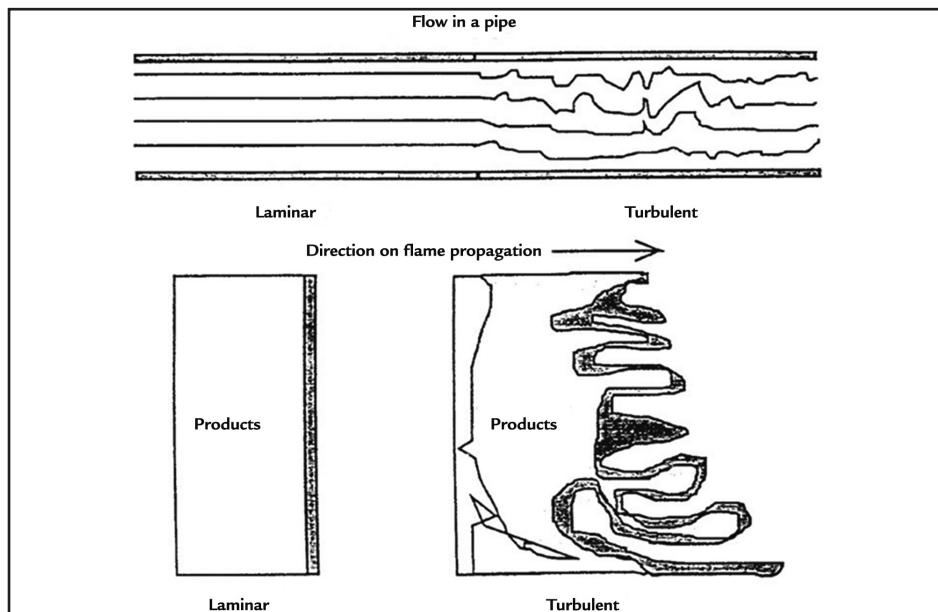 Flow in a pipe
Laminar Turbulent
Direction on flame propagation
Products Products
Laminar Turbulent